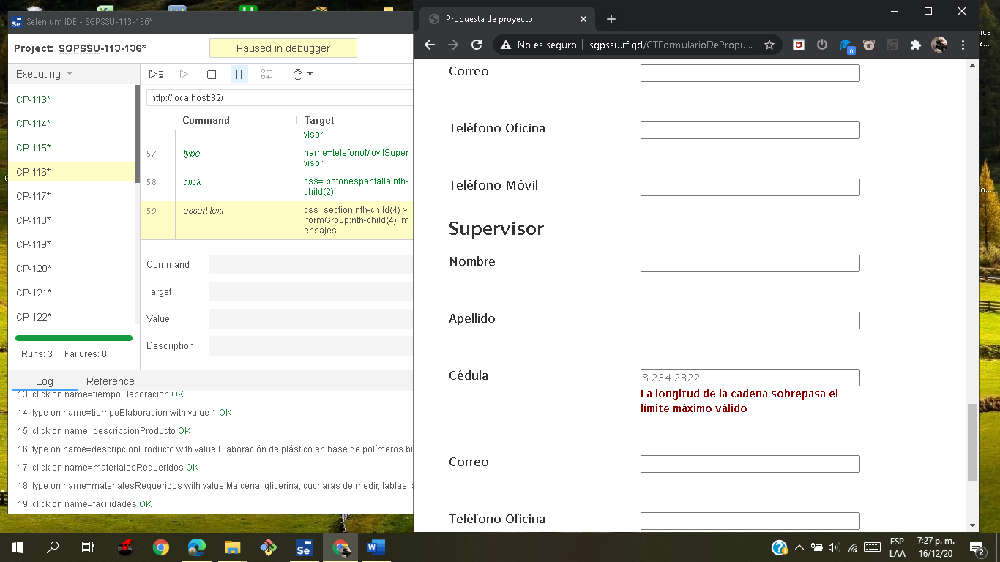 Selenium IDE - SGPSSU-113-136*
Project: SGPSSU-113-136*
Paused in debugger
Executing
CP-113*
CP-114*
CP-115*
CP-116*
CP-117*
CP-118*
CP-119*
CP-120*
CP-121*
CP-122*
Runs: 3 Failures: 0
http://localhost:82/
Command Target
visor
57 type name=telefonoMovilSuper
visor
58 click css=.botonespantalla:nth-
child(2)
59 assert text css=section:nth-child(4) >
.formGroup:nth-child(4) .m
ensajes
Command
Target
Value
Description
Log Reference
13. click on name=tiempoElaboracion OK
14. type on name=tiempoElaboracion with value 1 OK
15. click on name=descripcionProducto OK
16. type on name=descripcionProducto with value Elaboración de plástico en base de polímeros bi
17. click on name=materialesRequeridos OK
18. type on name=materialesRequeridos with value Maicena, glicerina, cucharas de medir, tablas,
19. click on name=facilidades OK
Propuesta de proyecto
No es seguro sgpssu.rf.gd/CTFormularioDePropu...
0
Correo
Teléfono Oficina
Teléfono Móvil
Supervisor
Nombre
Apellido
Cédula
8-234-2322
La longitud de la cadena sobrepasa el
límite máximo válido
Correo
Teléfono Oficina
ESP
LAA
7:27 p. m.
16/12/20
2